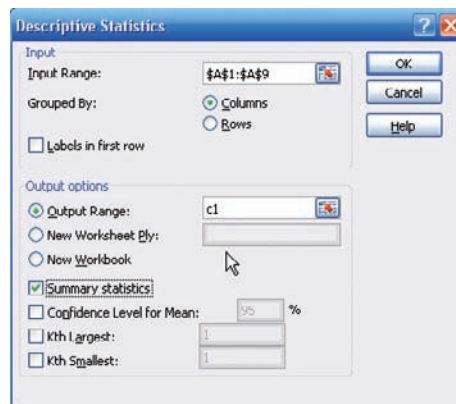 Descriptive Statistics
Input
Input Range:
$A$1:$A$9
Grouped By:
Columns
Rows
Labels in first row
OK
Cancel
Help
Output options
Output Range:
c1
New Worksheet Ply:
New Workbook
Summary statistics
Confidence Level for Mean:
95
%
Kth Largest:
1
Kth Smallest:
1